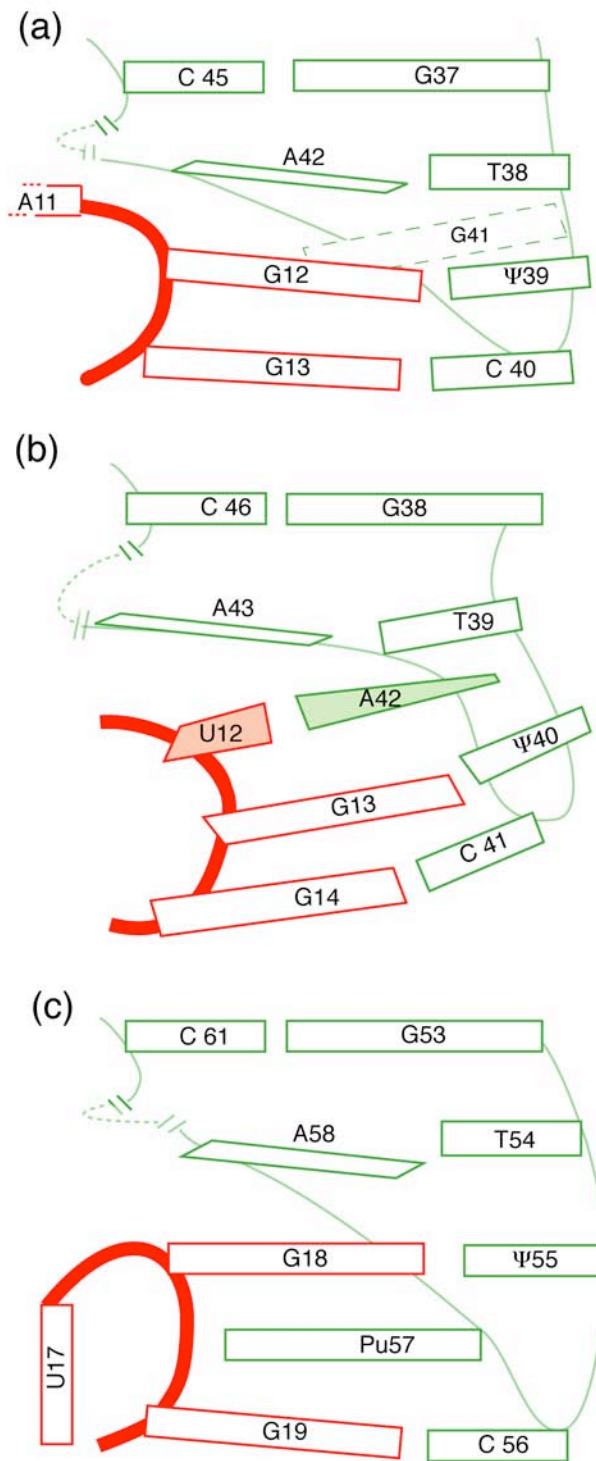 (a)
C 45 G37
A42 T38
A11
G41
G12 Ψ39
G13 C 40
(b)
C 46 G38
A43 T39
A42
U12 Ψ40
G13
C 41
G14
(c)
C 61 G53
A58 T54
G18 Ψ55
U17 Pu57
G19 C 56